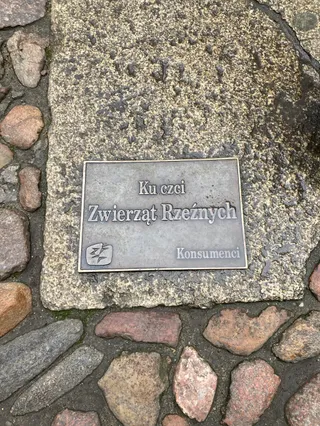 Ku czci
Zwierząt Rzeźnych
Konsumenci